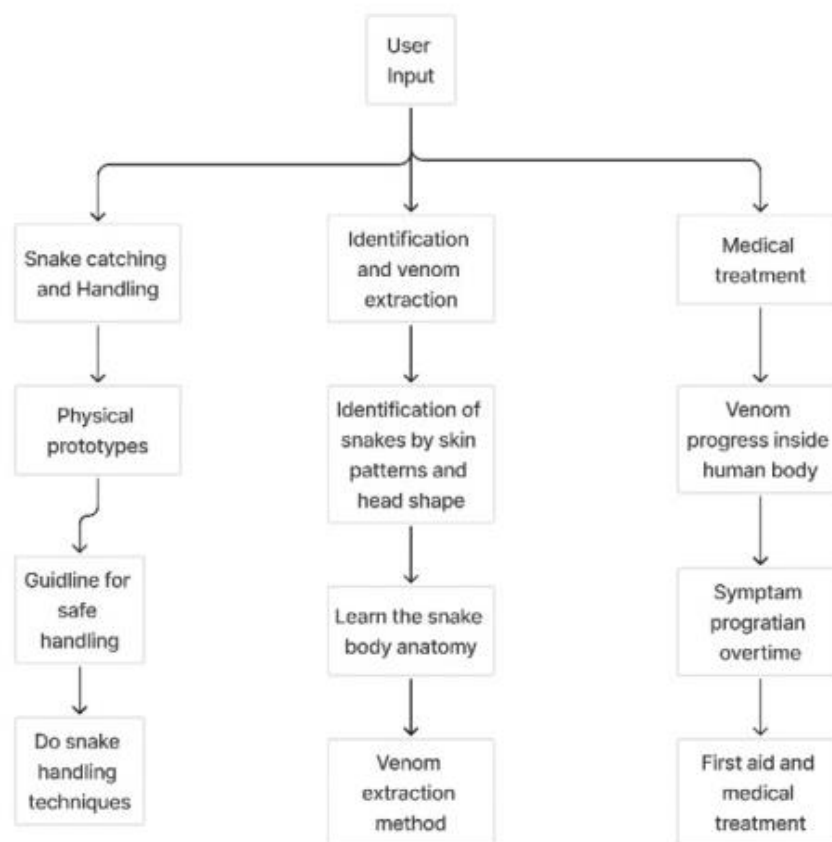 User
Input
Snake catching
and Handling
Identification
and venom
extraction
Medical
treatment
Physical
prototypes
Identification of
snakes by skin
patterns and
head shape
Venom
progress inside
human body
Guidline for
safe
handling
Learn the snake
body anatomy
Symptam
progratian
overtime
Do snake
handling
techniques
Venom
extraction
method
First aid and
medical
treatment